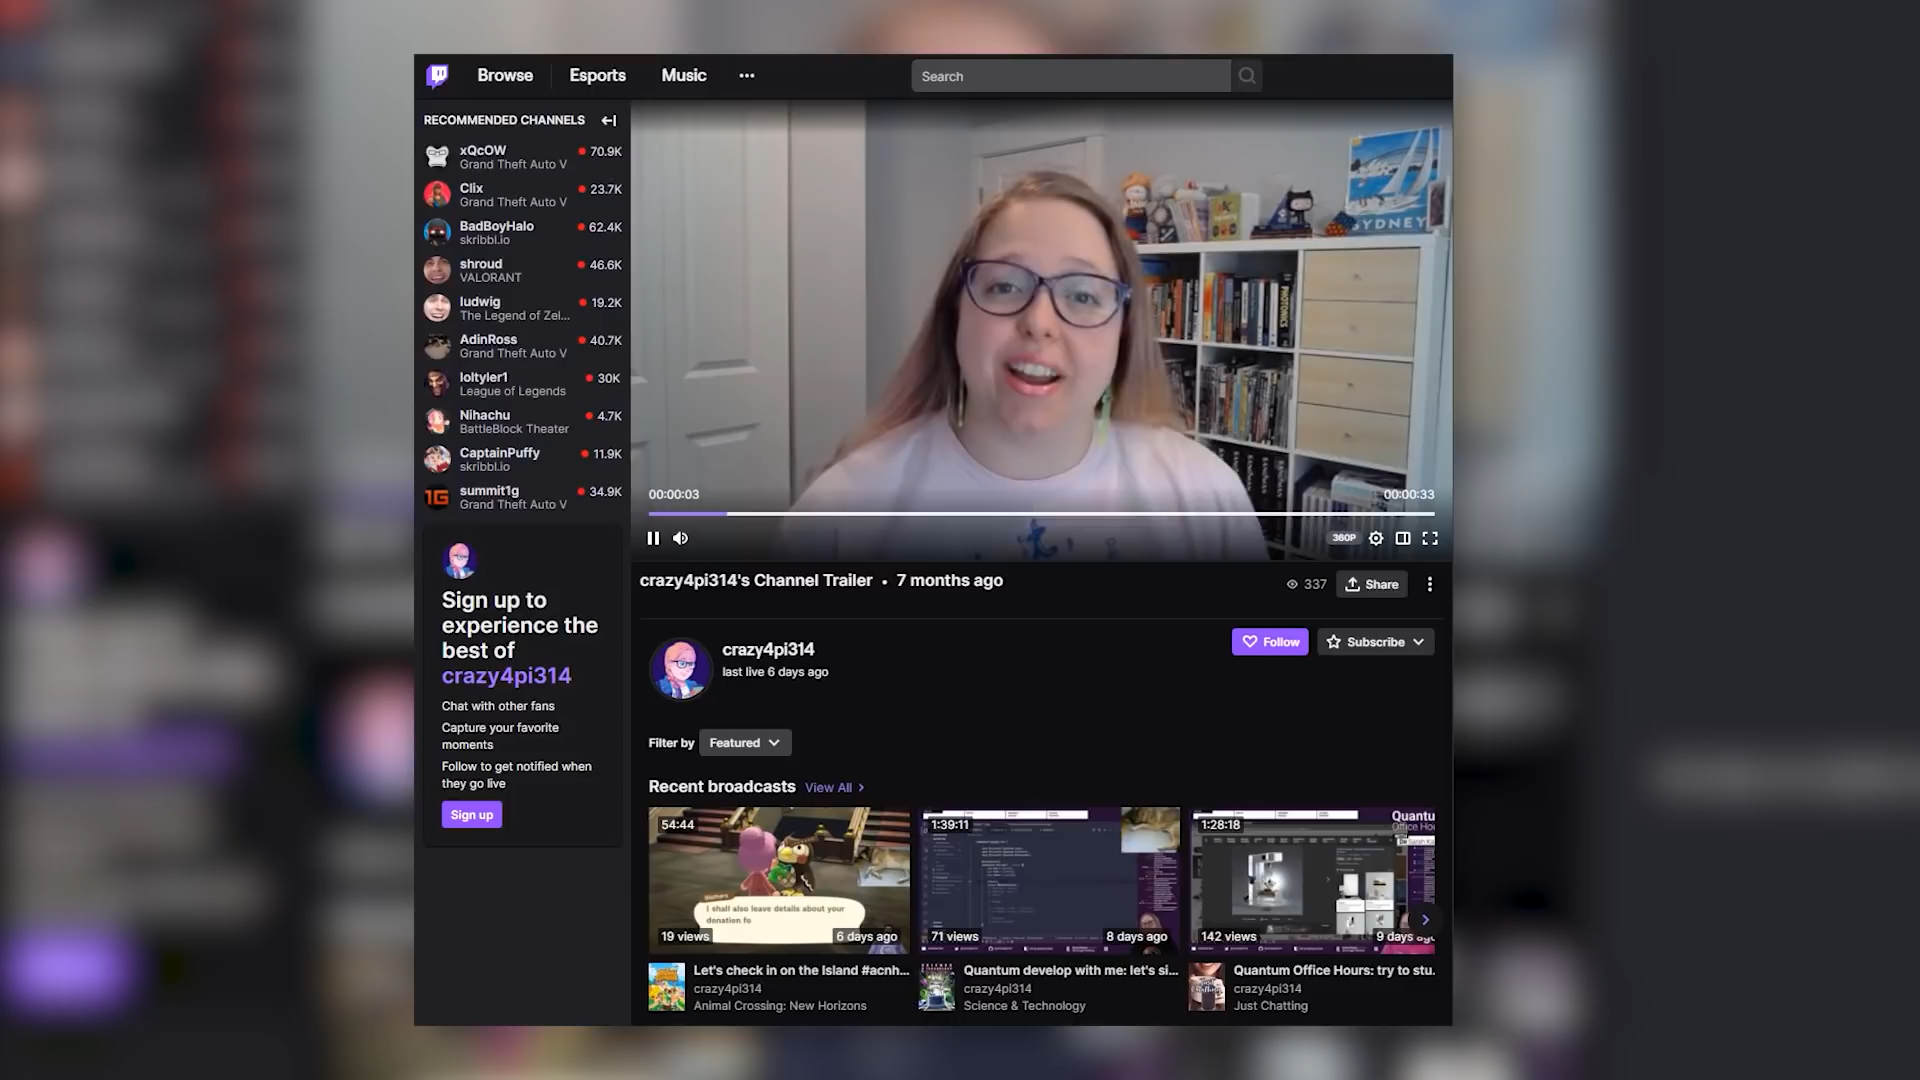 Browse
Esports
Music
Search
RECOMMENDED CHANNELS
xQcOW
Grand Theft Auto V
70.9K
Clix
Grand Theft Auto V
23.7K
BadBoyHalo
skribbl.io
62.4K
shroud
VALORANT
46.6K
ludwig
The Legend of Zel...
19.2K
AdinRoss
Grand Theft Auto V
40.7K
loltyler1
League of Legends
30K
Nihachu
BattleBlock Theater
4.7K
CaptainPuffy
skribbl.io
11.9K
summit1g
Grand Theft Auto V
34.9K
1G
Sign up to
experience the
best of
crazy4pi314
Chat with other fans
Capture your favorite
moments
Follow to get notified when
they go live
Sign up
SYDNEY
PHOTONICS
00:00:03
00:00:33
360P
crazy4pi314's Channel Trailer • 7 months ago
337
Share
crazy4pi314
last live 6 days ago
Follow
Subscribe
Filter by
Featured
Recent broadcasts
View All
54:44
Blathers
I shall also leave details about your
donation fo
19 views
6 days ago
Let's check in on the Island #acnh...
crazy4pi314
Animal Crossing: New Horizons
1:39:11
71 views
8 days ago
Quantum develop with me: let's si...
crazy4pi314
Science & Technology
1:28:18
Quantu
Office Hou
142 views
9 days ag
Quantum Office Hours: try to stu.
crazy4pi314
Just Chatting